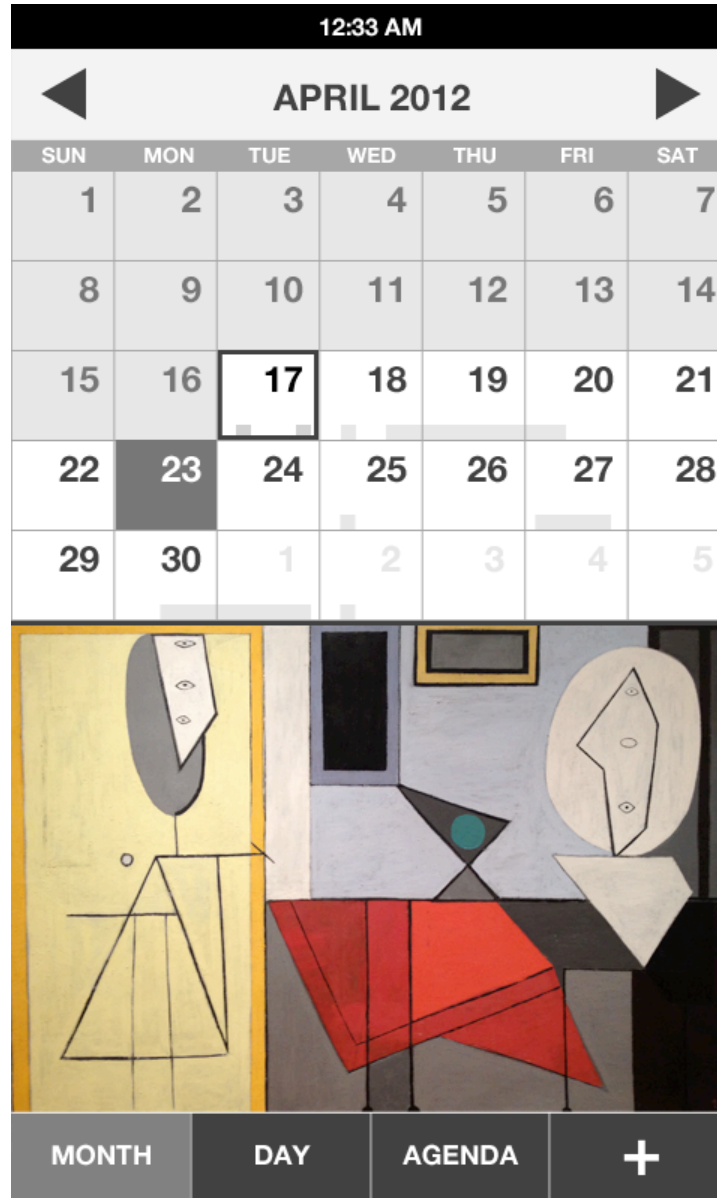 12:33 AM
APRIL 2012
SUN MON TUE WED THU FRI SAT
1 2 3 4 5 6 7
8 9 10 11 12 13 14
15 16 17 18 19 20 21
22 23 24 25 26 27 28
29 30 1 2 3 4 5
MONTH DAY AGENDA +